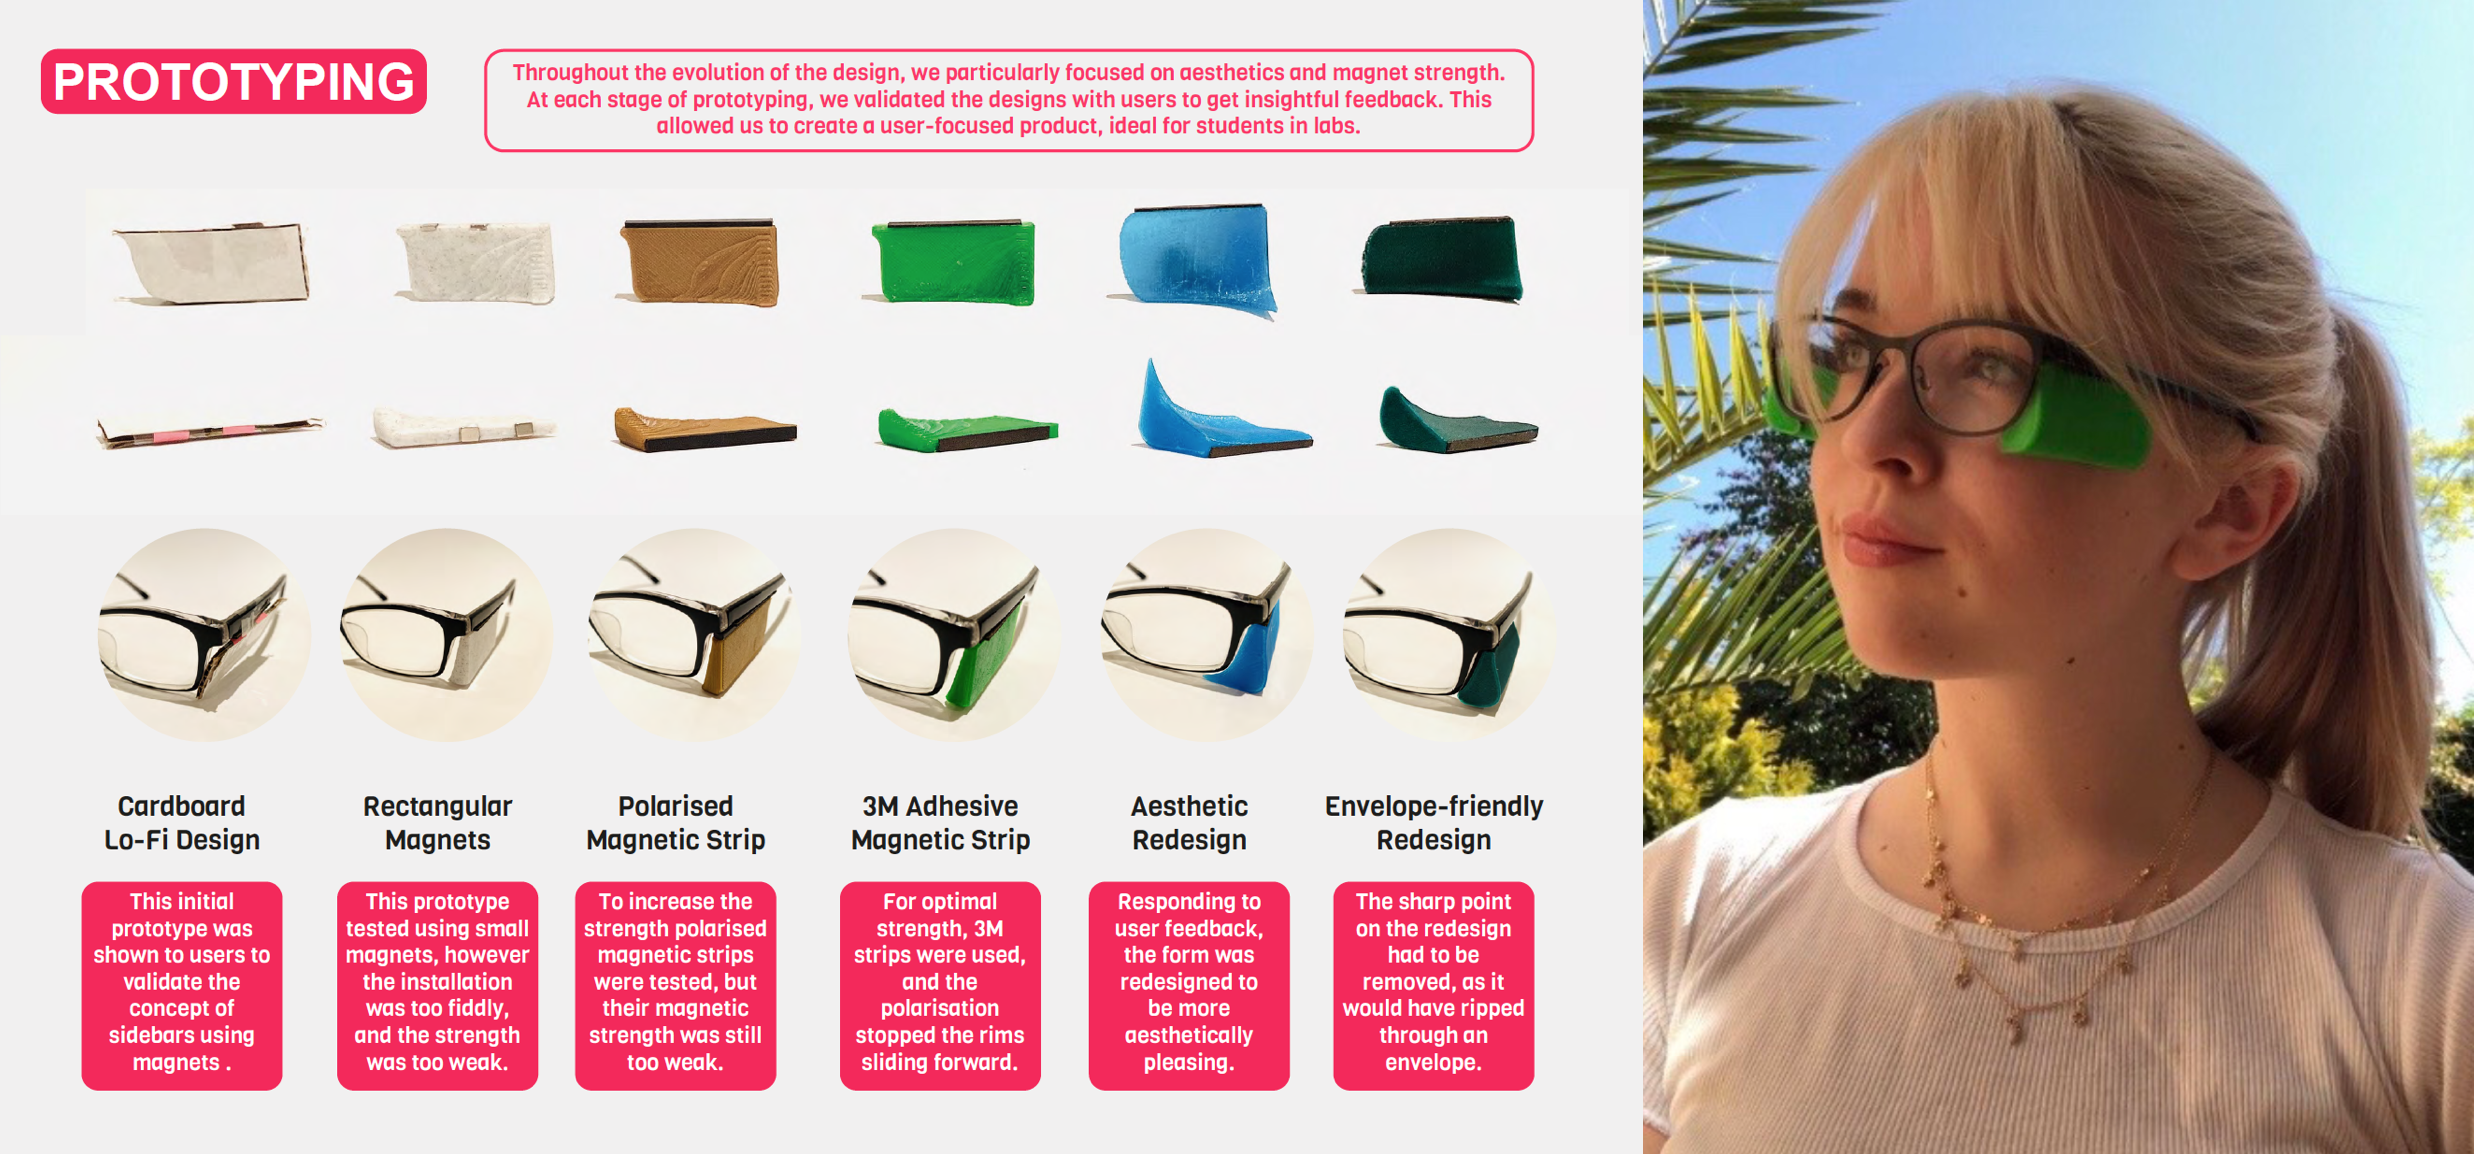 PROTOTYPING
Throughout the evolution of the design, we particularly focused on aesthetics and magnet strength.
At each stage of prototyping, we validated the designs with users to get insightful feedback. This
allowed us to create a user-focused product, ideal for students in labs.
Cardboard
Lo-Fi Design
This initial
prototype was
shown to users to
validate the
concept of
sidebars using
magnets .
Rectangular
Magnets
This prototype
tested using small
magnets, however
the installation
was too fiddly,
and the strength
was too weak.
Polarised
Magnetic Strip
To increase the
strength polarised
magnetic strips
were tested, but
their magnetic
strength was still
too weak.
3M Adhesive
Magnetic Strip
For optimal
strength, 3M
strips were used,
and the
polarisation
stopped the rims
sliding forward.
Aesthetic
Redesign
Responding to
user feedback,
the form was
redesigned to
be more
aesthetically
pleasing.
Envelope-friendly
Redesign
The sharp point
on the redesign
had to be
removed, as it
would have ripped
through an
envelope.